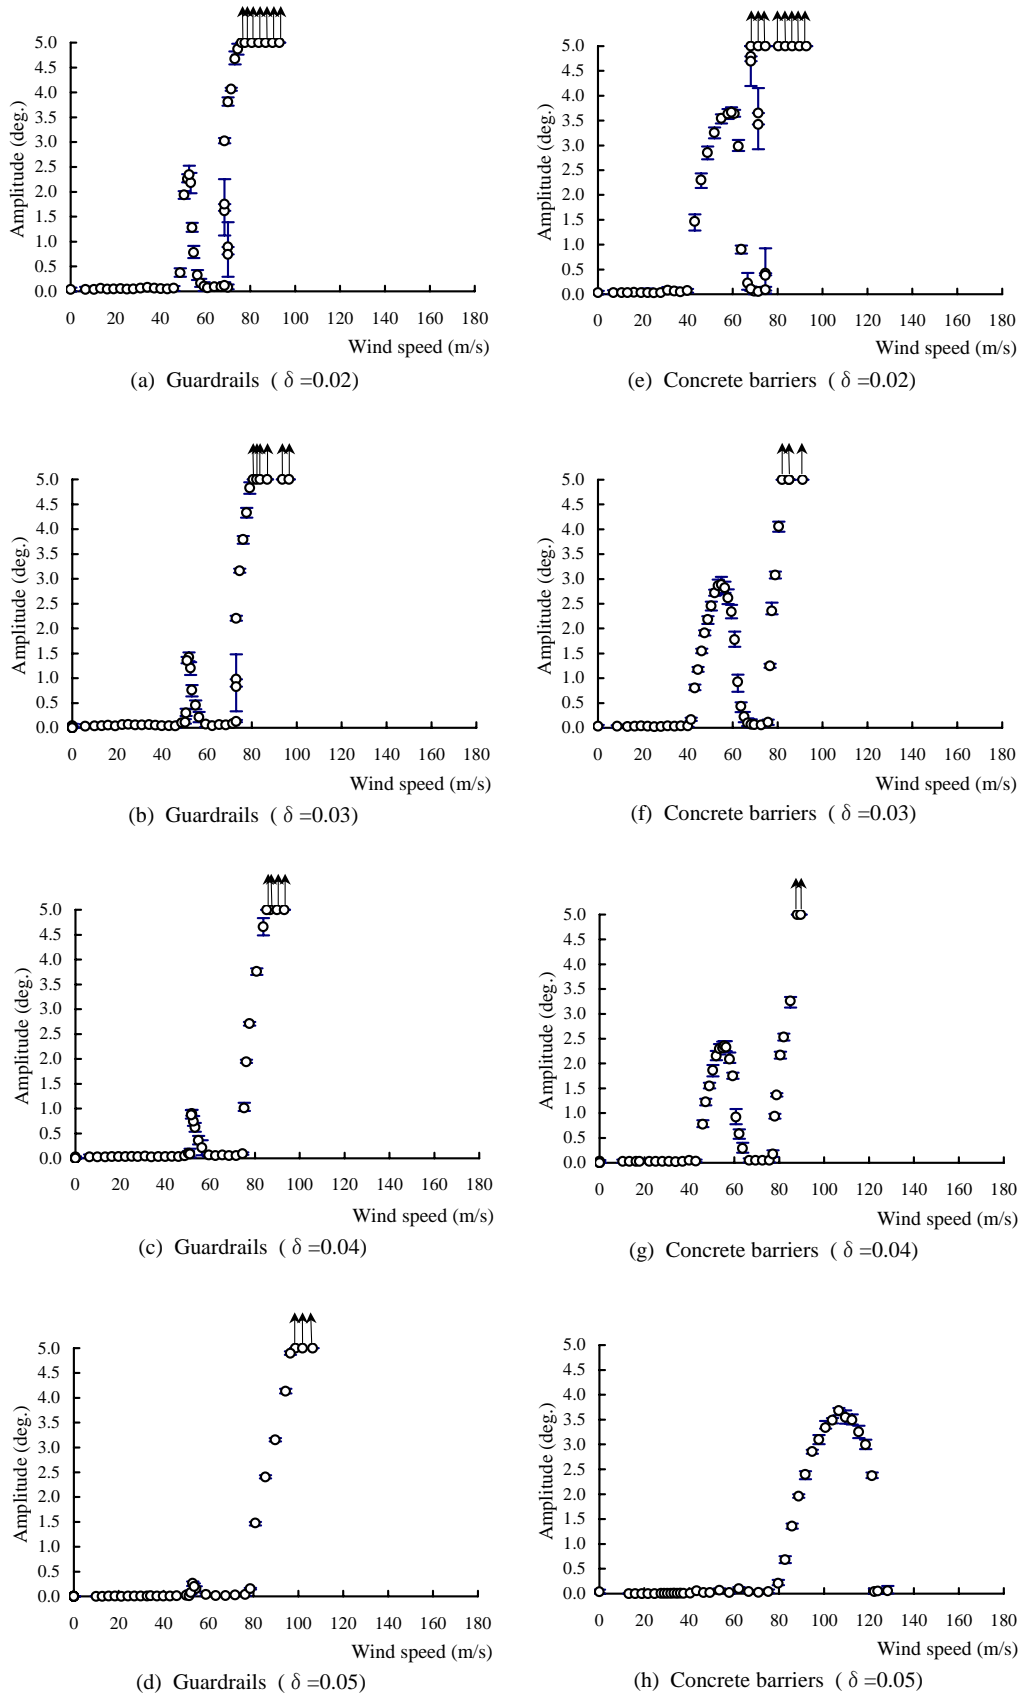 5.0
4.5
4.0
3.5
3.0
2.5
2.0
1.5
1.0
0.5
0.0
Amplitude (deg.)
0 20 40 60 80 100 120 140 160 180
Wind speed (m/s)
(a) Guardrails ( δ =0.02)
5.0
4.5
4.0
3.5
3.0
2.5
2.0
1.5
1.0
0.5
0.0
Amplitude (deg.)
0 20 40 60 80 100 120 140 160 180
Wind speed (m/s)
(e) Concrete barriers ( δ =0.02)
5.0
4.5
4.0
3.5
3.0
2.5
2.0
1.5
1.0
0.5
0.0
Amplitude (deg.)
0 20 40 60 80 100 120 140 160 180
Wind speed (m/s)
(b) Guardrails ( δ =0.03)
5.0
4.5
4.0
3.5
3.0
2.5
2.0
1.5
1.0
0.5
0.0
Amplitude (deg.)
0 20 40 60 80 100 120 140 160 180
Wind speed (m/s)
(f) Concrete barriers ( δ =0.03)
5.0
4.5
4.0
3.5
3.0
2.5
2.0
1.5
1.0
0.5
0.0
Amplitude (deg.)
0 20 40 60 80 100 120 140 160 180
Wind speed (m/s)
(c) Guardrails ( δ =0.04)
5.0
4.5
4.0
3.5
3.0
2.5
2.0
1.5
1.0
0.5
0.0
Amplitude (deg.)
0 20 40 60 80 100 120 140 160 180
Wind speed (m/s)
(g) Concrete barriers ( δ =0.04)
5.0
4.5
4.0
3.5
3.0
2.5
2.0
1.5
1.0
0.5
0.0
Amplitude (deg.)
0 20 40 60 80 100 120 140 160 180
Wind speed (m/s)
(d) Guardrails ( δ =0.05)
5.0
4.5
4.0
3.5
3.0
2.5
2.0
1.5
1.0
0.5
0.0
Amplitude (deg.)
0 20 40 60 80 100 120 140 160 180
Wind speed (m/s)
(h) Concrete barriers ( δ =0.05)